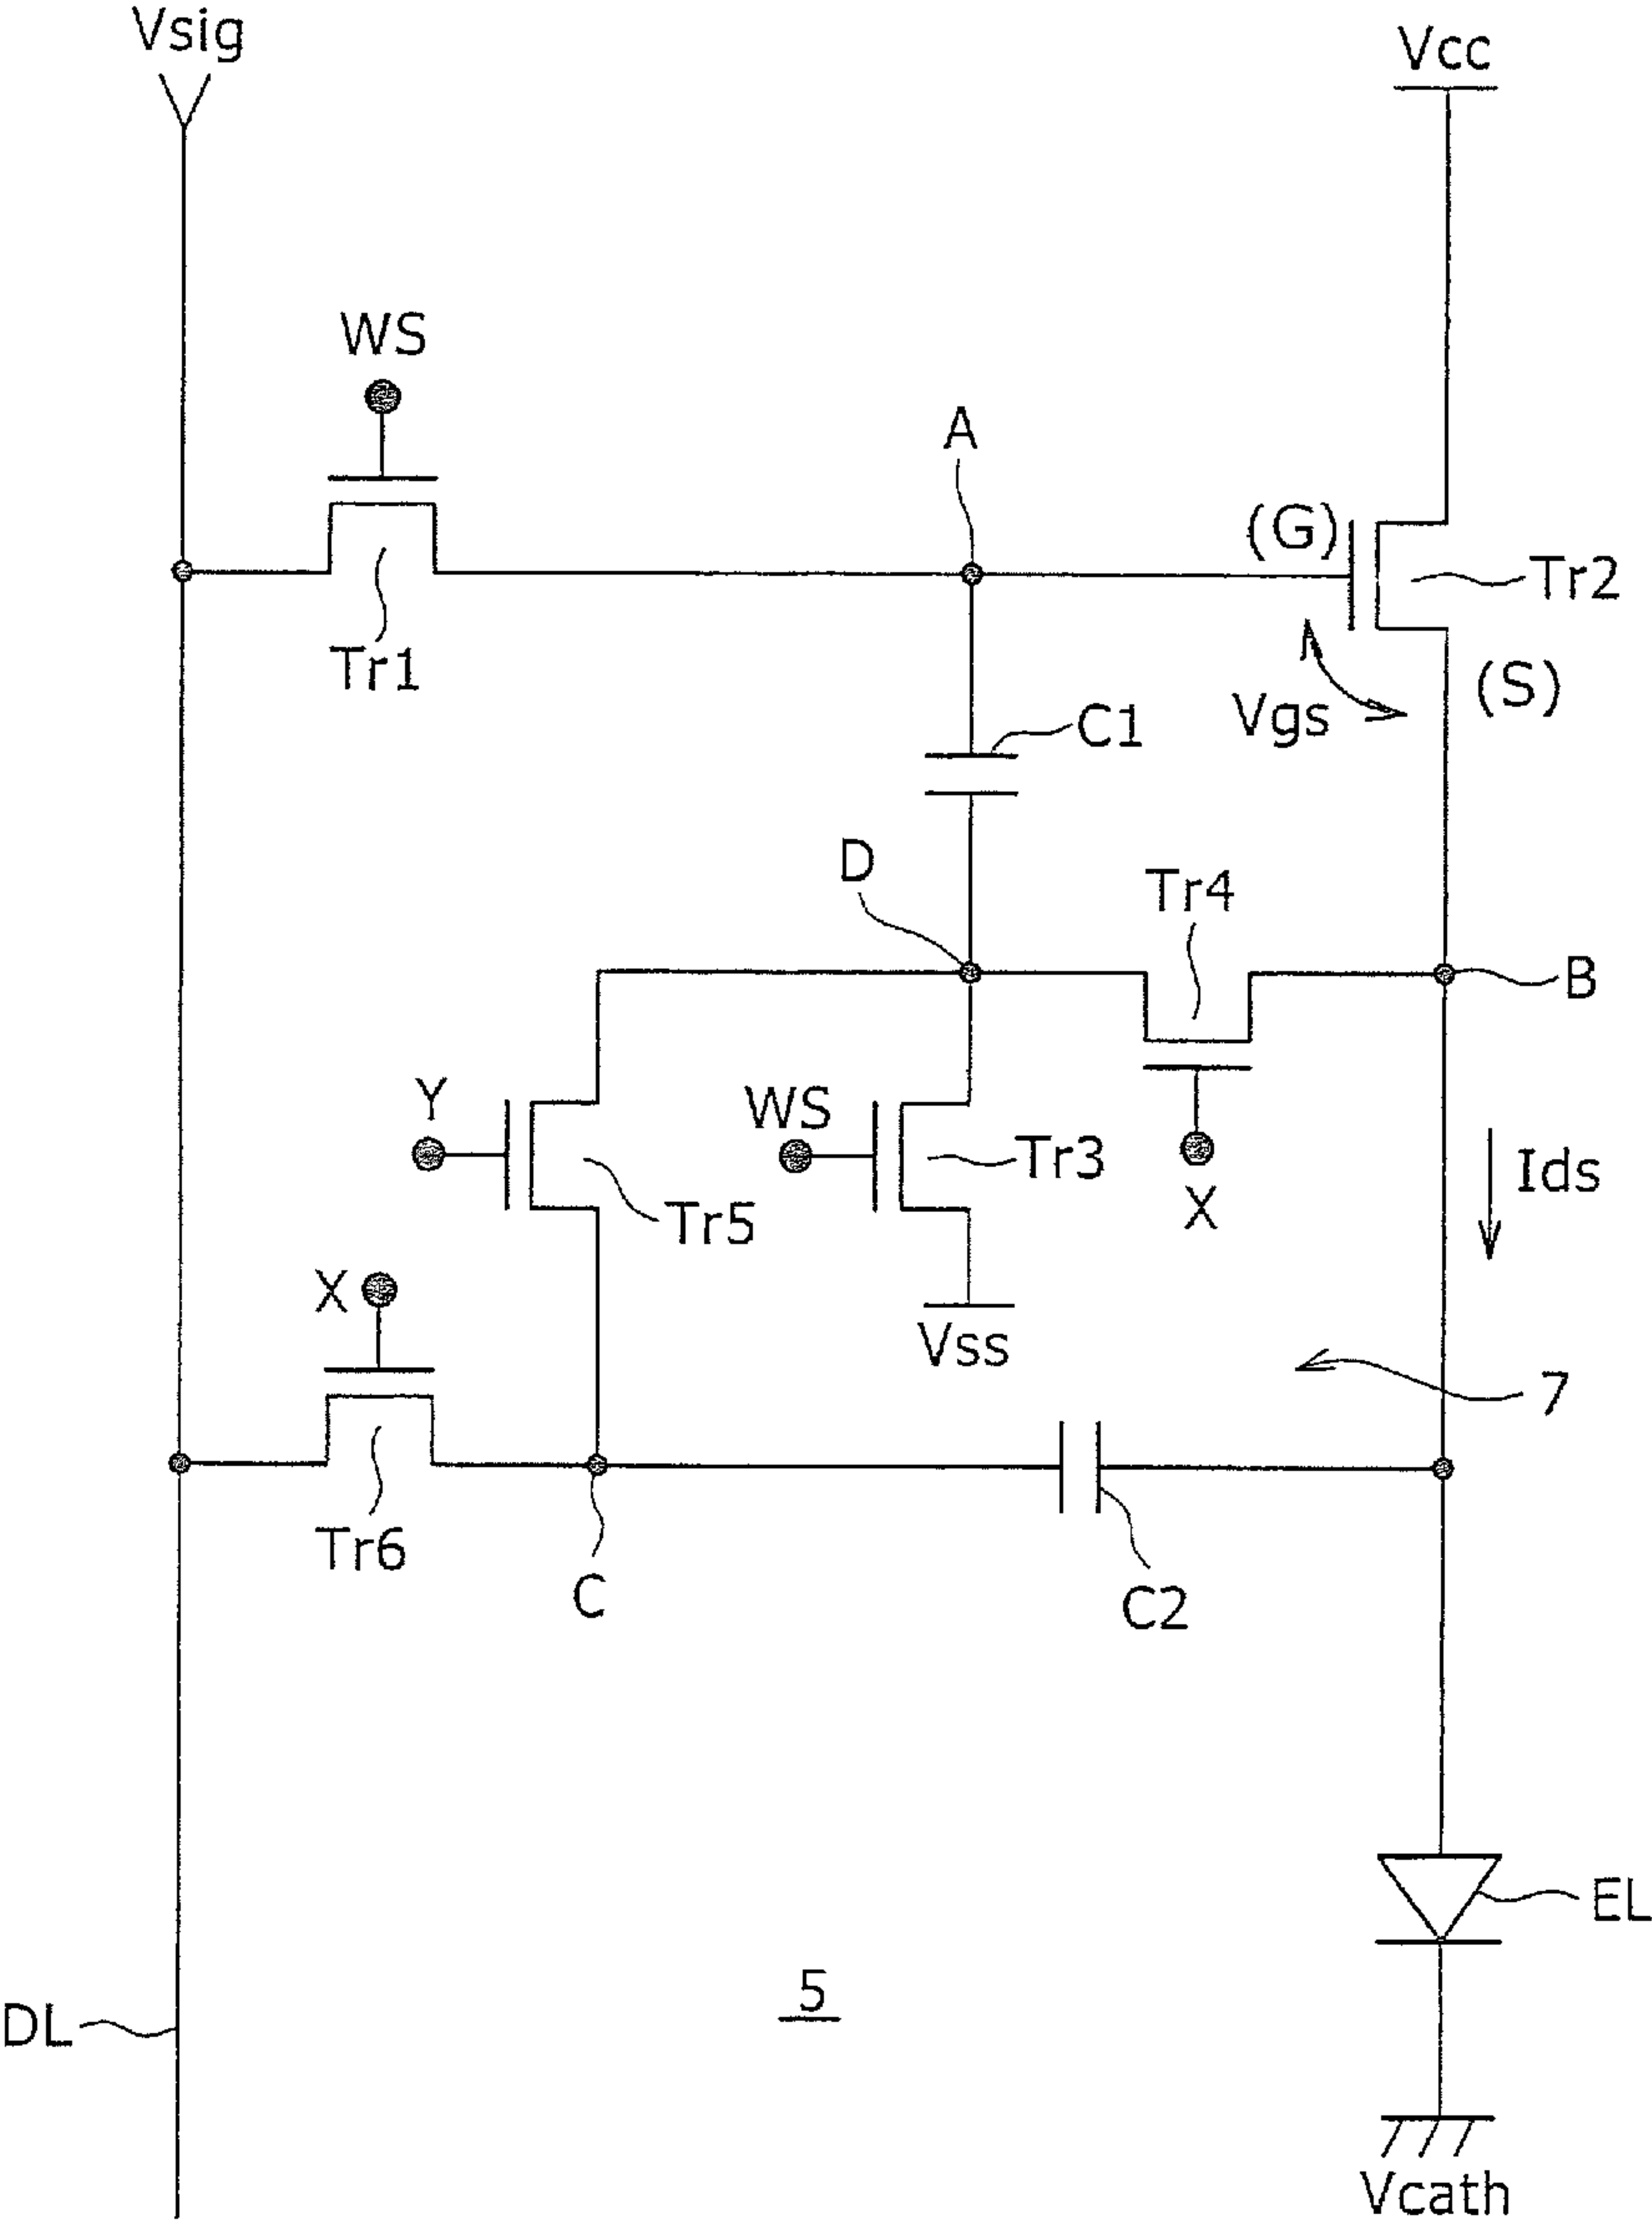 Vsig
Vcc
WS
A
(G)
Tr2
Tr1
(S)
Vgs
C1
D
Tr4
B
Y
WS
Tr3
Ids
X
Tr5
X
Vss
7
Tr6
C
C2
EL
5
DL
Vcath